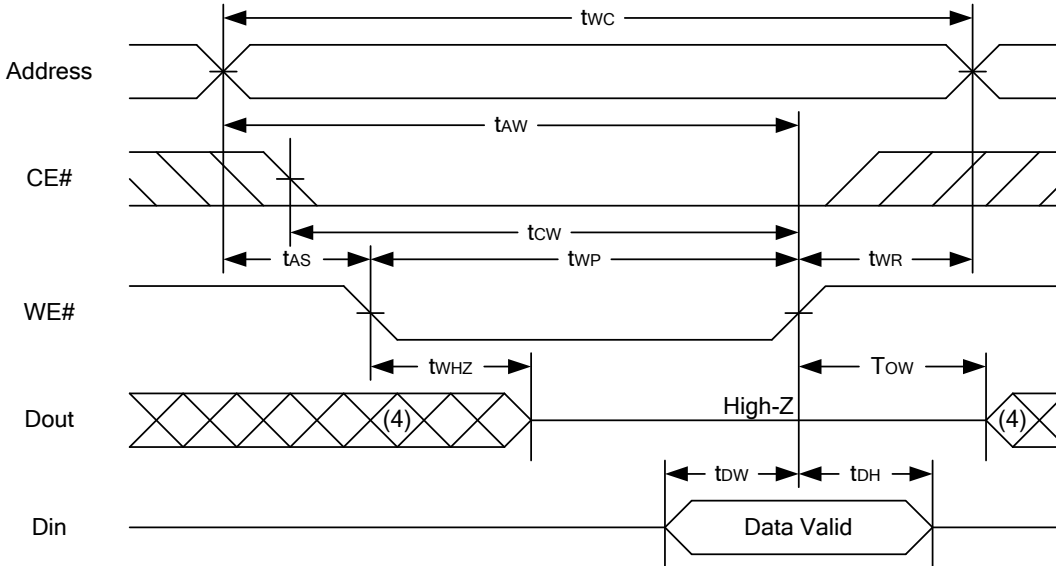 tWC
Address
tAW
CE#
tCW
tAS tWP tWR
WE#
tWHZ TOW
Dout (4) High-Z (4)
tDW tDH
Din Data Valid